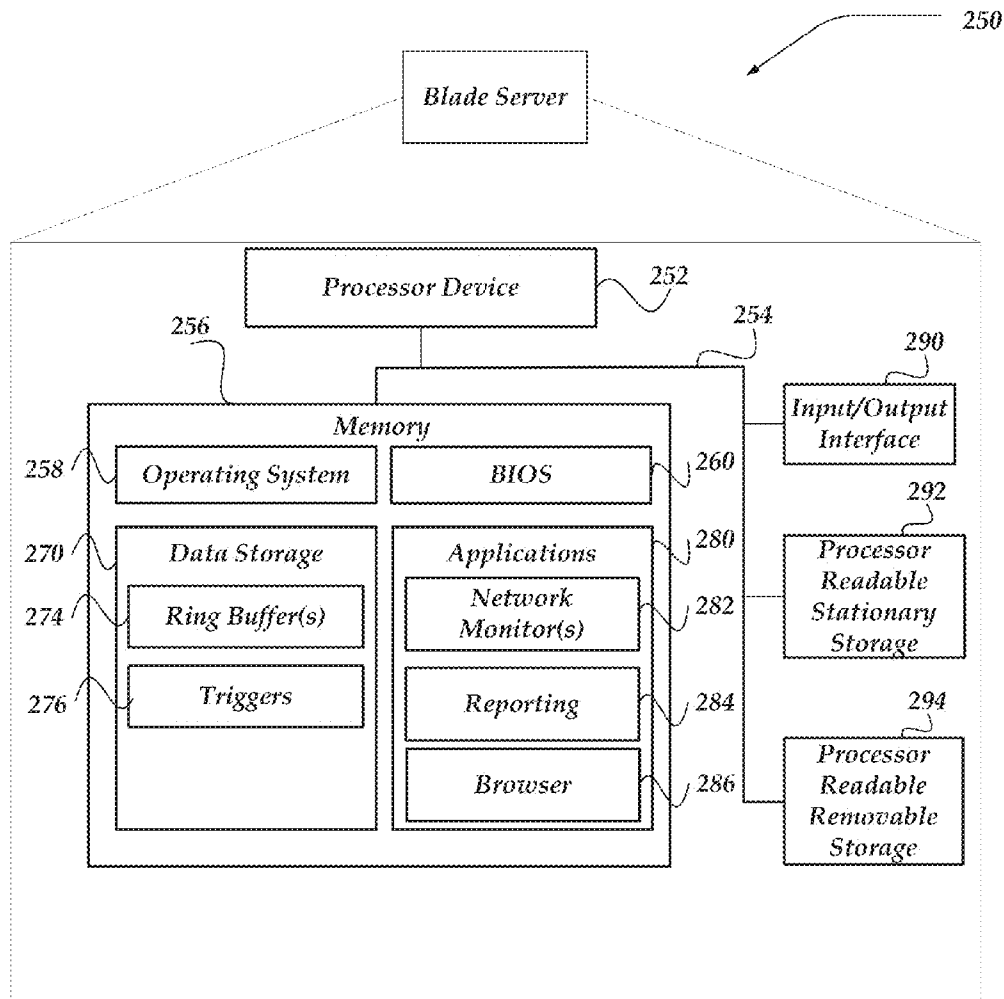 250
Blade Server
Processor Device
252
256
254
290
Memory
Input/Output
Interface
258
Operating System
BIOS
260
292
270
Data Storage
Applications
280
Processor
Readable
Stationary
Storage
274
Ring Buffer(s)
Network
Monitor(s)
282
276
Triggers
Reporting
284
294
Processor
Readable
Removable
Storage
Browser
286